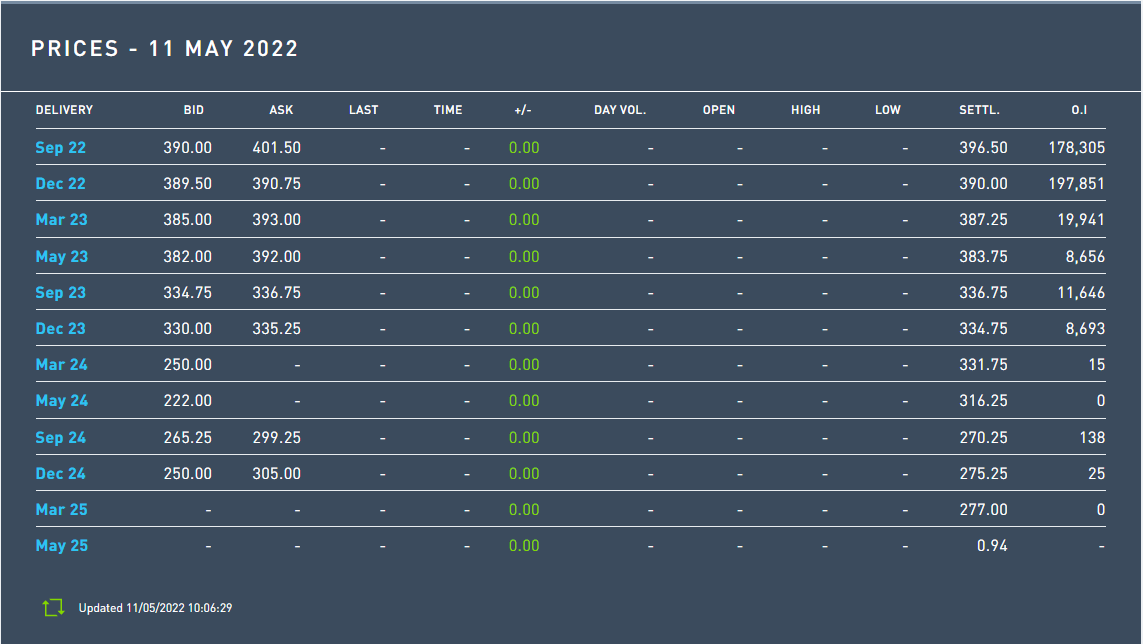 PRICES - 11 MAY 2022
DELIVERY BID ASK LAST TIME +/- DAY VOL. OPEN HIGH LOW SETTL. O.I
Sep 22 390.00 401.50 - - 0.00 - - - - 396.50 178,305
Dec 22 389.50 390.75 - - 0.00 - - - - 390.00 197,851
Mar 23 385.00 393.00 - - 0.00 - - - - 387.25 19,941
May 23 382.00 392.00 - - 0.00 - - - - 383.75 8,656
Sep 23 334.75 336.75 - - 0.00 - - - - 336.75 11,646
Dec 23 330.00 335.25 - - 0.00 - - - - 334.75 8,693
Mar 24 250.00 - - - 0.00 - - - - 331.75 15
May 24 222.00 - - - 0.00 - - - - 316.25 0
Sep 24 265.25 299.25 - - 0.00 - - - - 270.25 138
Dec 24 250.00 305.00 - - 0.00 - - - - 275.25 25
Mar 25 - - - - 0.00 - - - - 277.00 0
May 25 - - - - 0.00 - - - - 0.94 -
Updated 11/05/2022 10:06:29